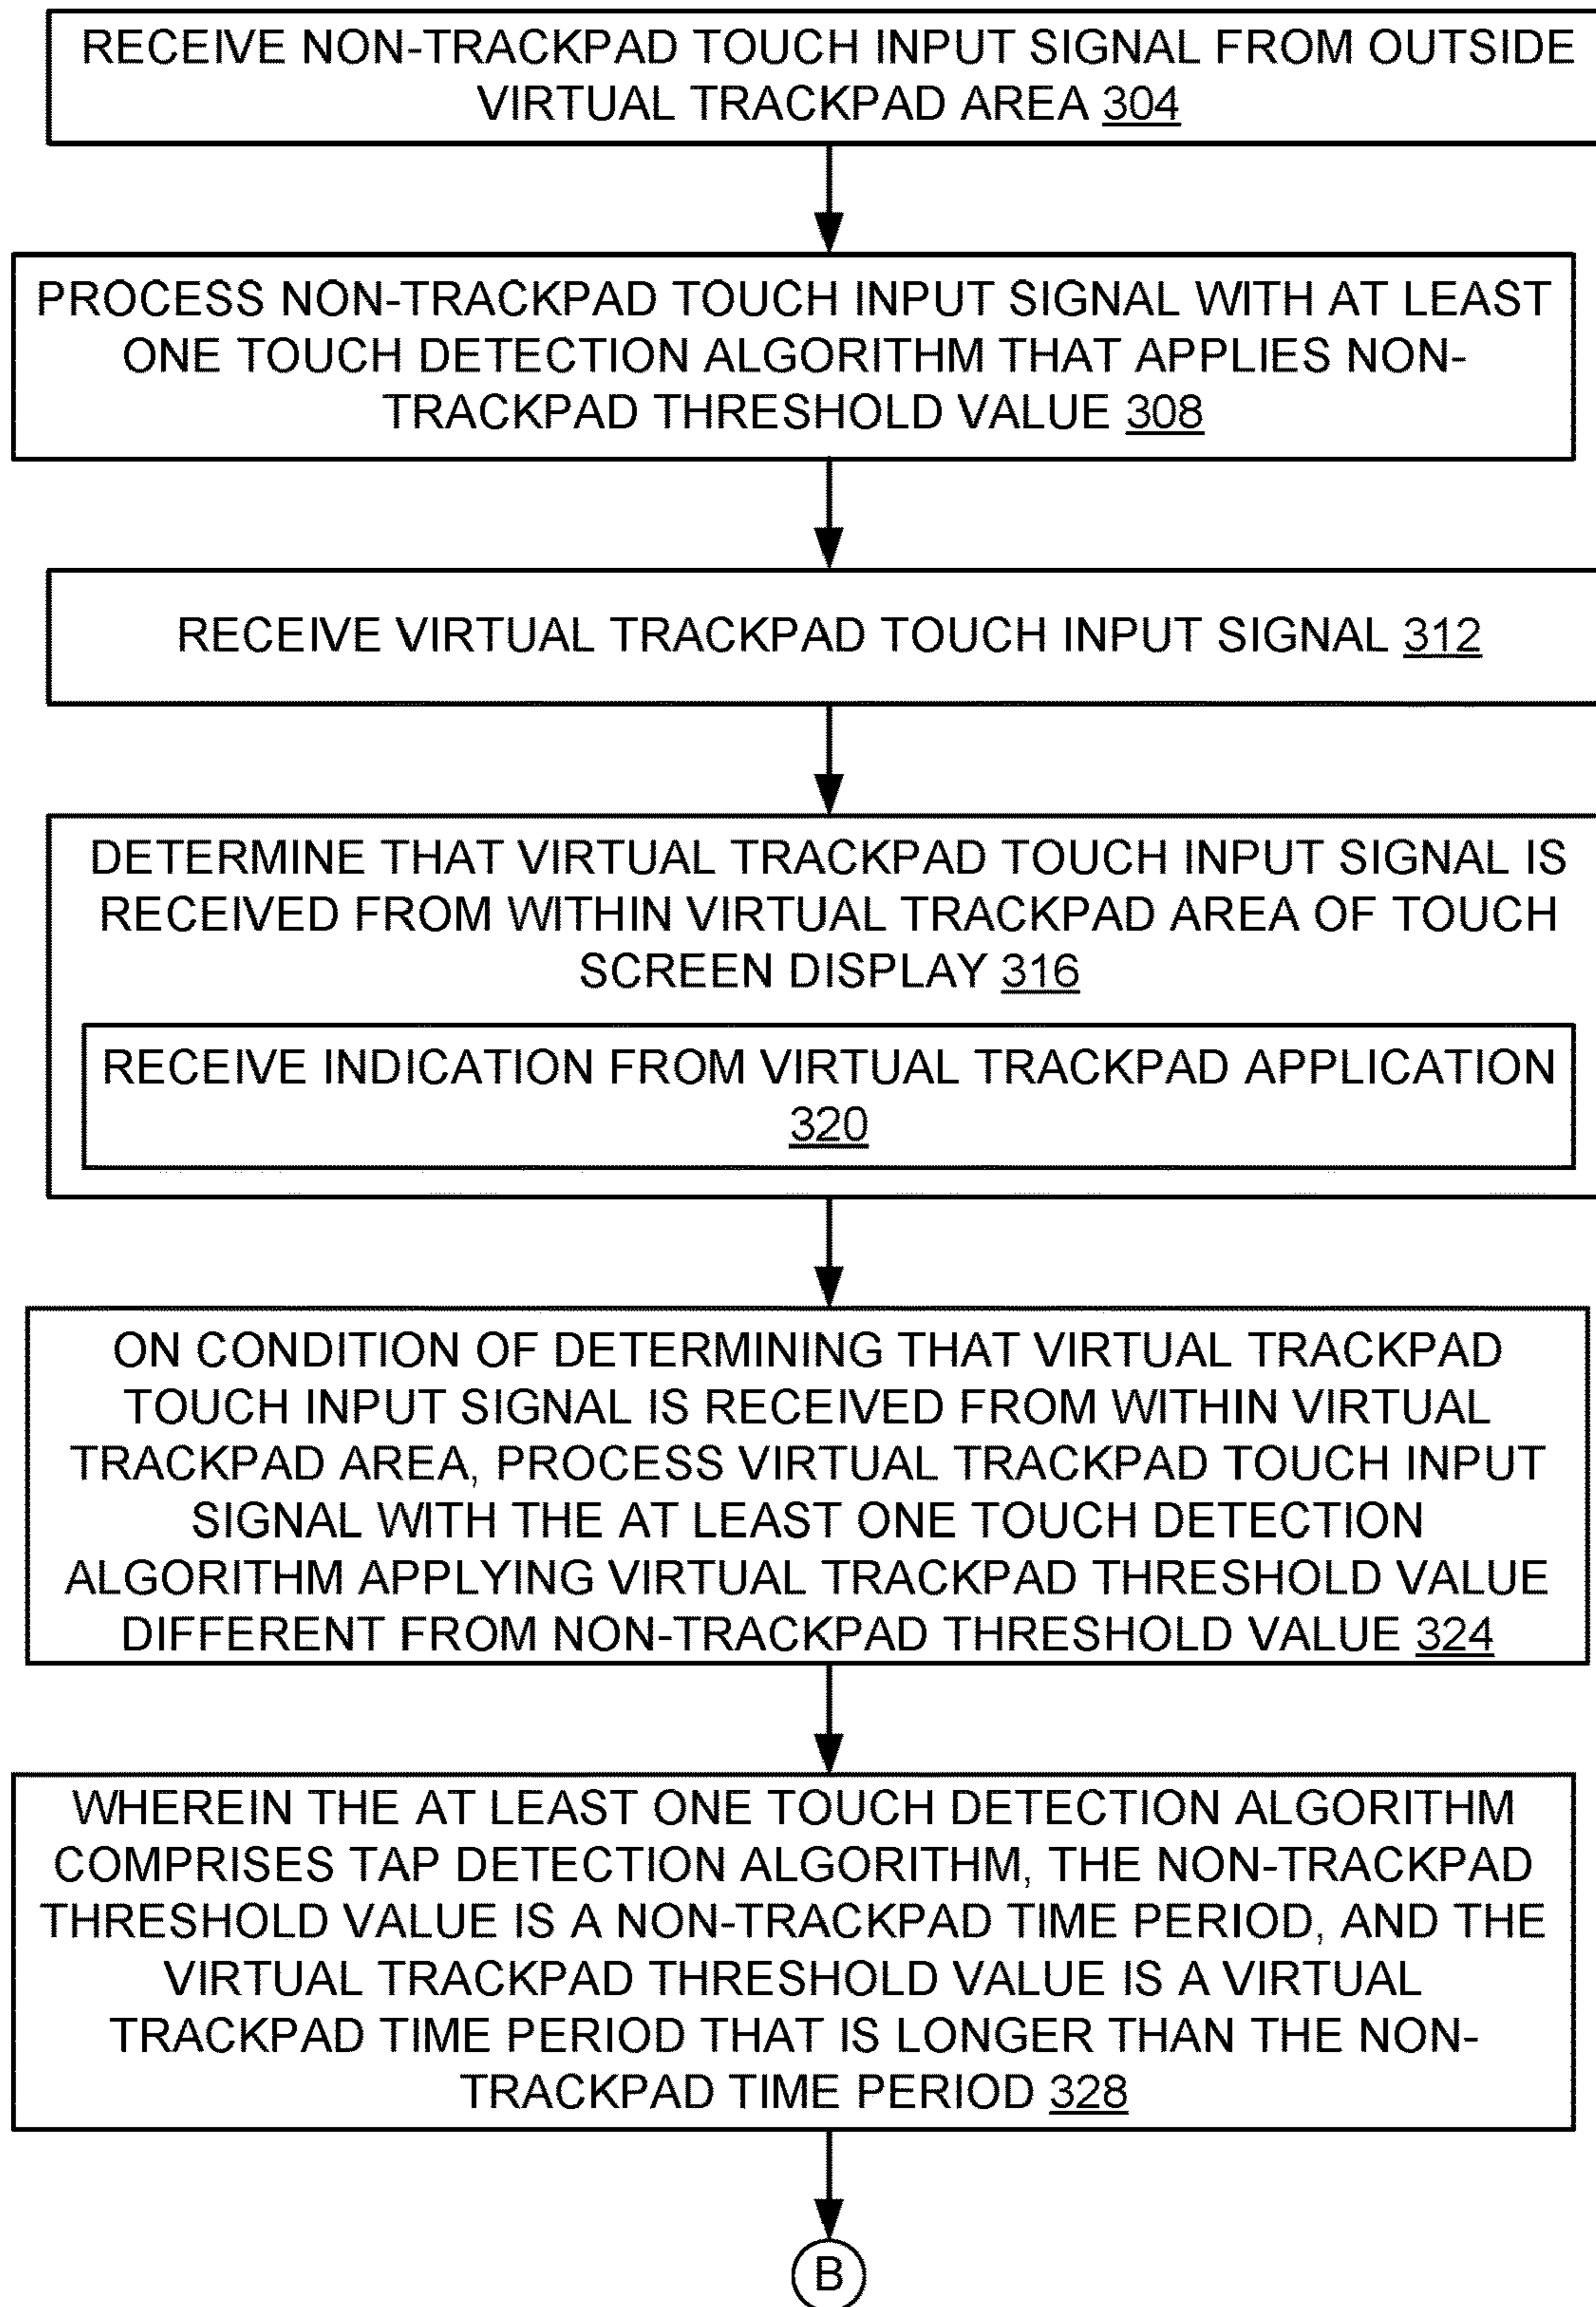 RECEIVE NON-TRACKPAD TOUCH INPUT SIGNAL FROM OUTSIDE
VIRTUAL TRACKPAD AREA 304
PROCESS NON-TRACKPAD TOUCH INPUT SIGNAL WITH AT LEAST
ONE TOUCH DETECTION ALGORITHM THAT APPLIES NON-
TRACKPAD THRESHOLD VALUE 308
RECEIVE VIRTUAL TRACKPAD TOUCH INPUT SIGNAL 312
DETERMINE THAT VIRTUAL TRACKPAD TOUCH INPUT SIGNAL IS
RECEIVED FROM WITHIN VIRTUAL TRACKPAD AREA OF TOUCH
SCREEN DISPLAY 316
RECEIVE INDICATION FROM VIRTUAL TRACKPAD APPLICATION
320
ON CONDITION OF DETERMINING THAT VIRTUAL TRACKPAD
TOUCH INPUT SIGNAL IS RECEIVED FROM WITHIN VIRTUAL
TRACKPAD AREA, PROCESS VIRTUAL TRACKPAD TOUCH INPUT
SIGNAL WITH THE AT LEAST ONE TOUCH DETECTION
ALGORITHM APPLYING VIRTUAL TRACKPAD THRESHOLD VALUE
DIFFERENT FROM NON-TRACKPAD THRESHOLD VALUE 324
WHEREIN THE AT LEAST ONE TOUCH DETECTION ALGORITHM
COMPRISES TAP DETECTION ALGORITHM, THE NON-TRACKPAD
THRESHOLD VALUE IS A NON-TRACKPAD TIME PERIOD, AND THE
VIRTUAL TRACKPAD THRESHOLD VALUE IS A VIRTUAL
TRACKPAD TIME PERIOD THAT IS LONGER THAN THE NON-
TRACKPAD TIME PERIOD 328
B